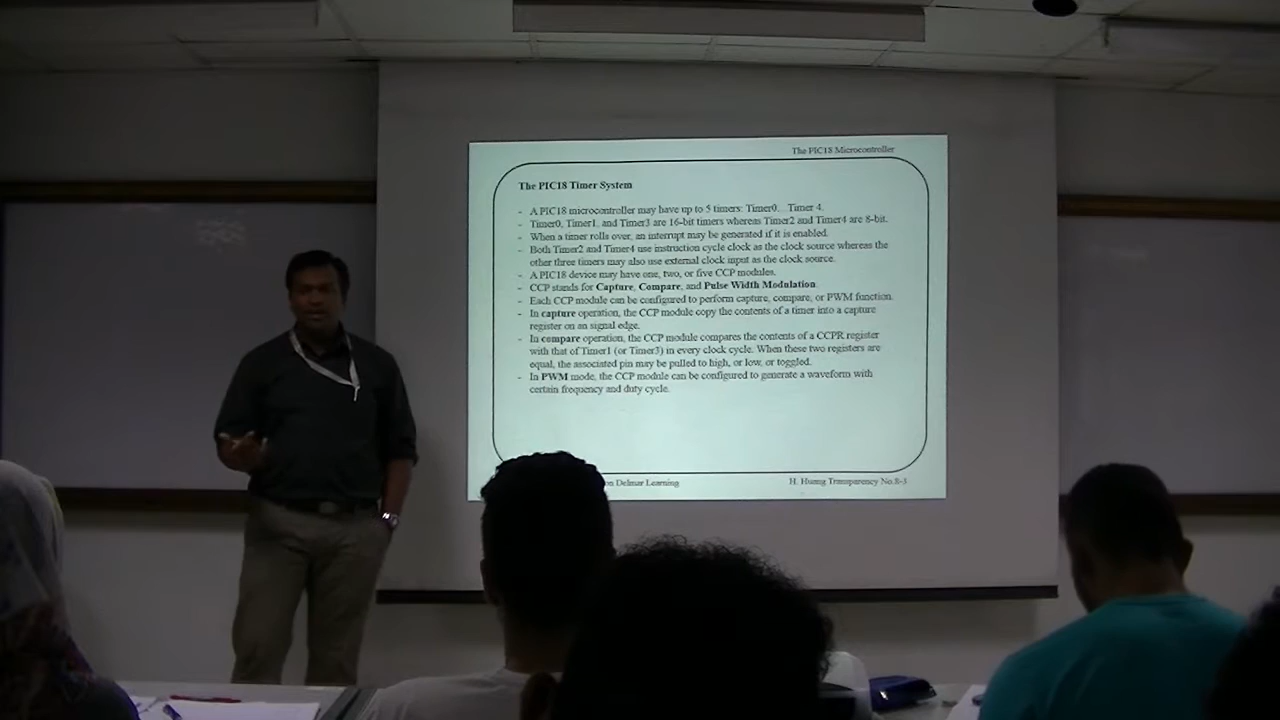 The PIC18 Microcontroller
The PIC18 Timer System
- A PIC18 microcontroller may have up to 5 timers: Timer0.. Timer 4.
- Timer0, Timer1, and Timer3 are 16-bit timers whereas Timer2 and Timer4 are 8-bit.
- When a timer rolls over, an interrupt may be generated if it is enabled.
- Both Timer2 and Timer4 use instruction cycle clock as the clock source whereas the
other three timers may also use external clock input as the clock source.
- A PIC18 device may have one, two, or five CCP modules.
- CCP stands for Capture, Compare, and Pulse Width Modulation.
- Each CCP module can be configured to perform capture, compare, or PWM function.
- In capture operation, the CCP module copy the contents of a timer into a capture
register on an signal edge.
- In compare operation, the CCP module compares the contents of a CCPR register
with that of Timer1 (or Timer3) in every clock cycle. When these two registers are
equal, the associated pin may be pulled to high, or low, or toggled.
- In PWM mode, the CCP module can be configured to generate a waveform with
certain frequency and duty cycle.
on Delmar Learning
H. Huang Transparency No.8-3